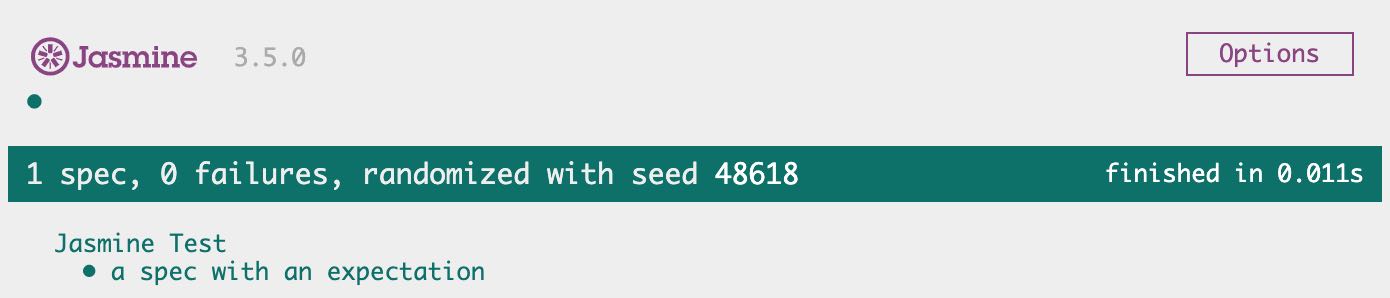 Jasmine 3.5.0 Options
1 spec, 0 failures, randomized with seed 48618 finished in 0.011s
Jasmine Test
a spec with an expectation